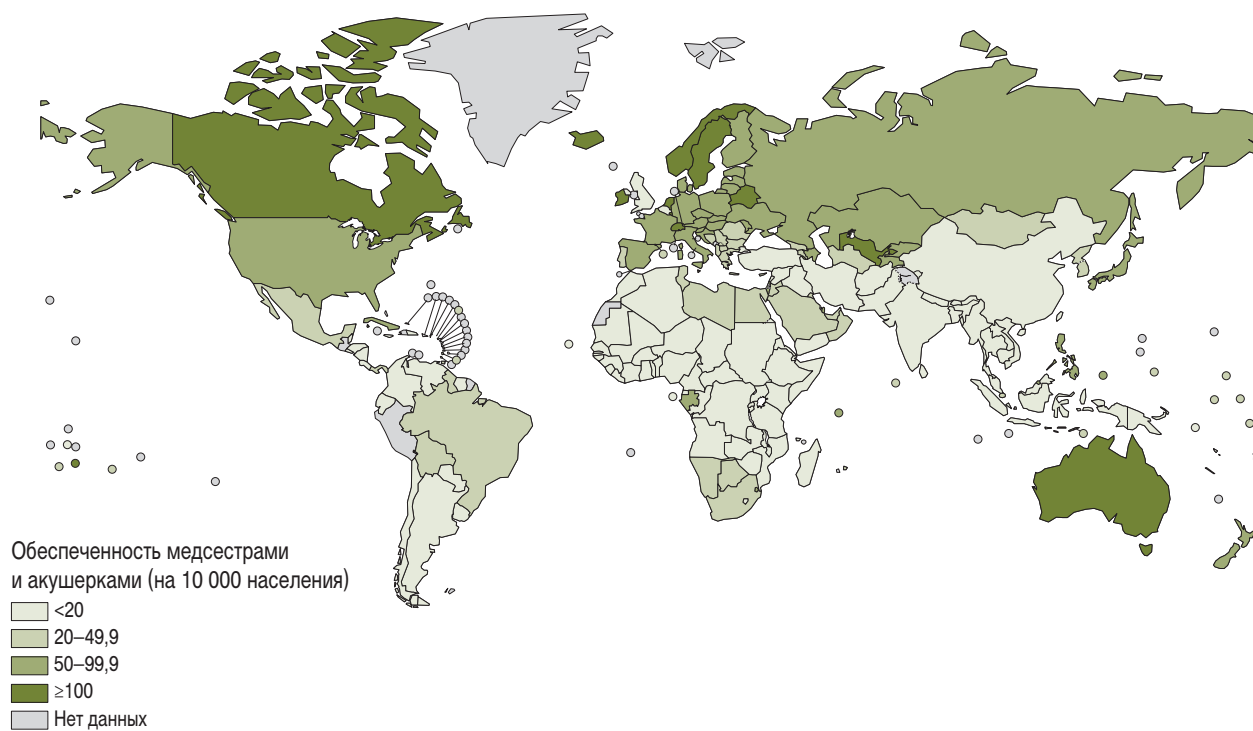 Обеспеченность медсестрами
и акушерками (на 10 000 населения)
<20
20–49,9
50–99,9
≥100
Нет данных